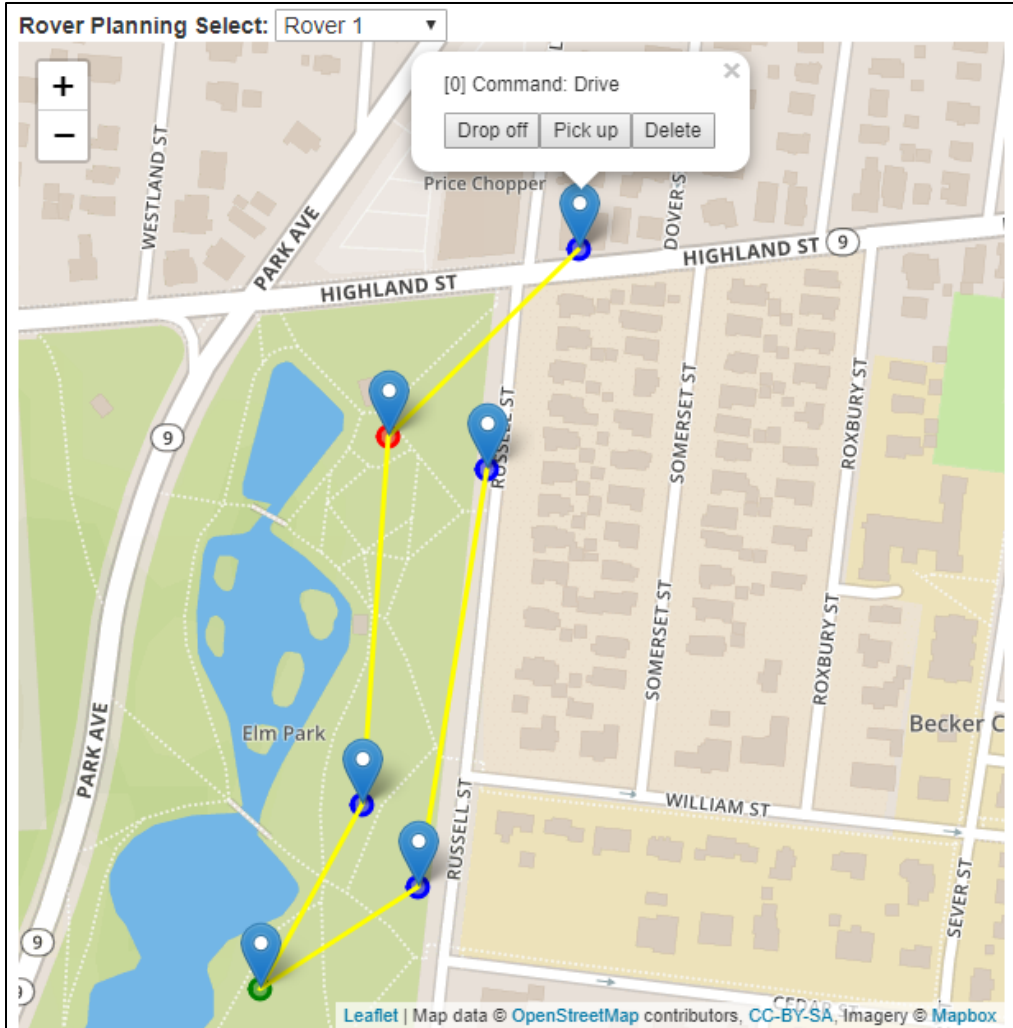 Rover Planning Select: Rover 1
+
−
[0] Command: Drive
×
Drop off Pick up Delete
WESTLAND ST
PARK AVE
Price Chopper
DOVER S
HIGHLAND ST 9
HIGHLAND ST
9
RUSSELL ST
SOMERSET ST
ROXBURY ST
SOMERSET ST
ROXBURY ST
Elm Park
Becker C
PARK AVE
WILLIAM ST
RUSSELL ST
SEVER ST
9
CEDAR ST
Leaflet | Map data © OpenStreetMap contributors, CC-BY-SA, Imagery © Mapbox